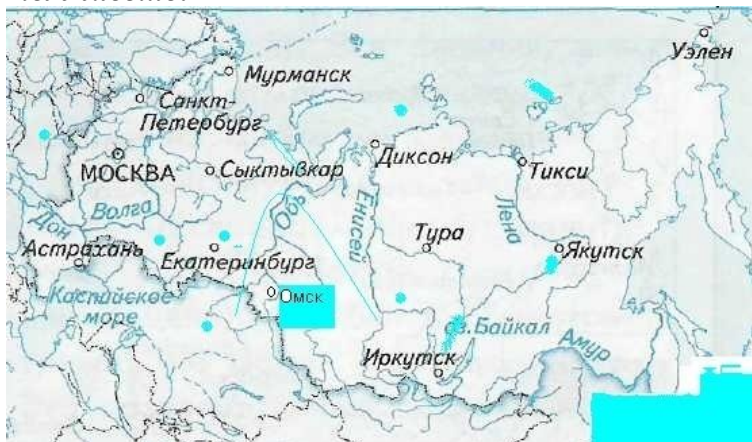 Уэлен
Мурманск
Санкт-
Петербург
МОСКВА
Сыктывкар
Диксон
Тикси
Обь
Енисей
Лена
Волга
Дон
Астрахань
Екатеринбург
Тура
Якутск
Каспийское
море
Омск
оз.Байкал
Амур
Иркутск